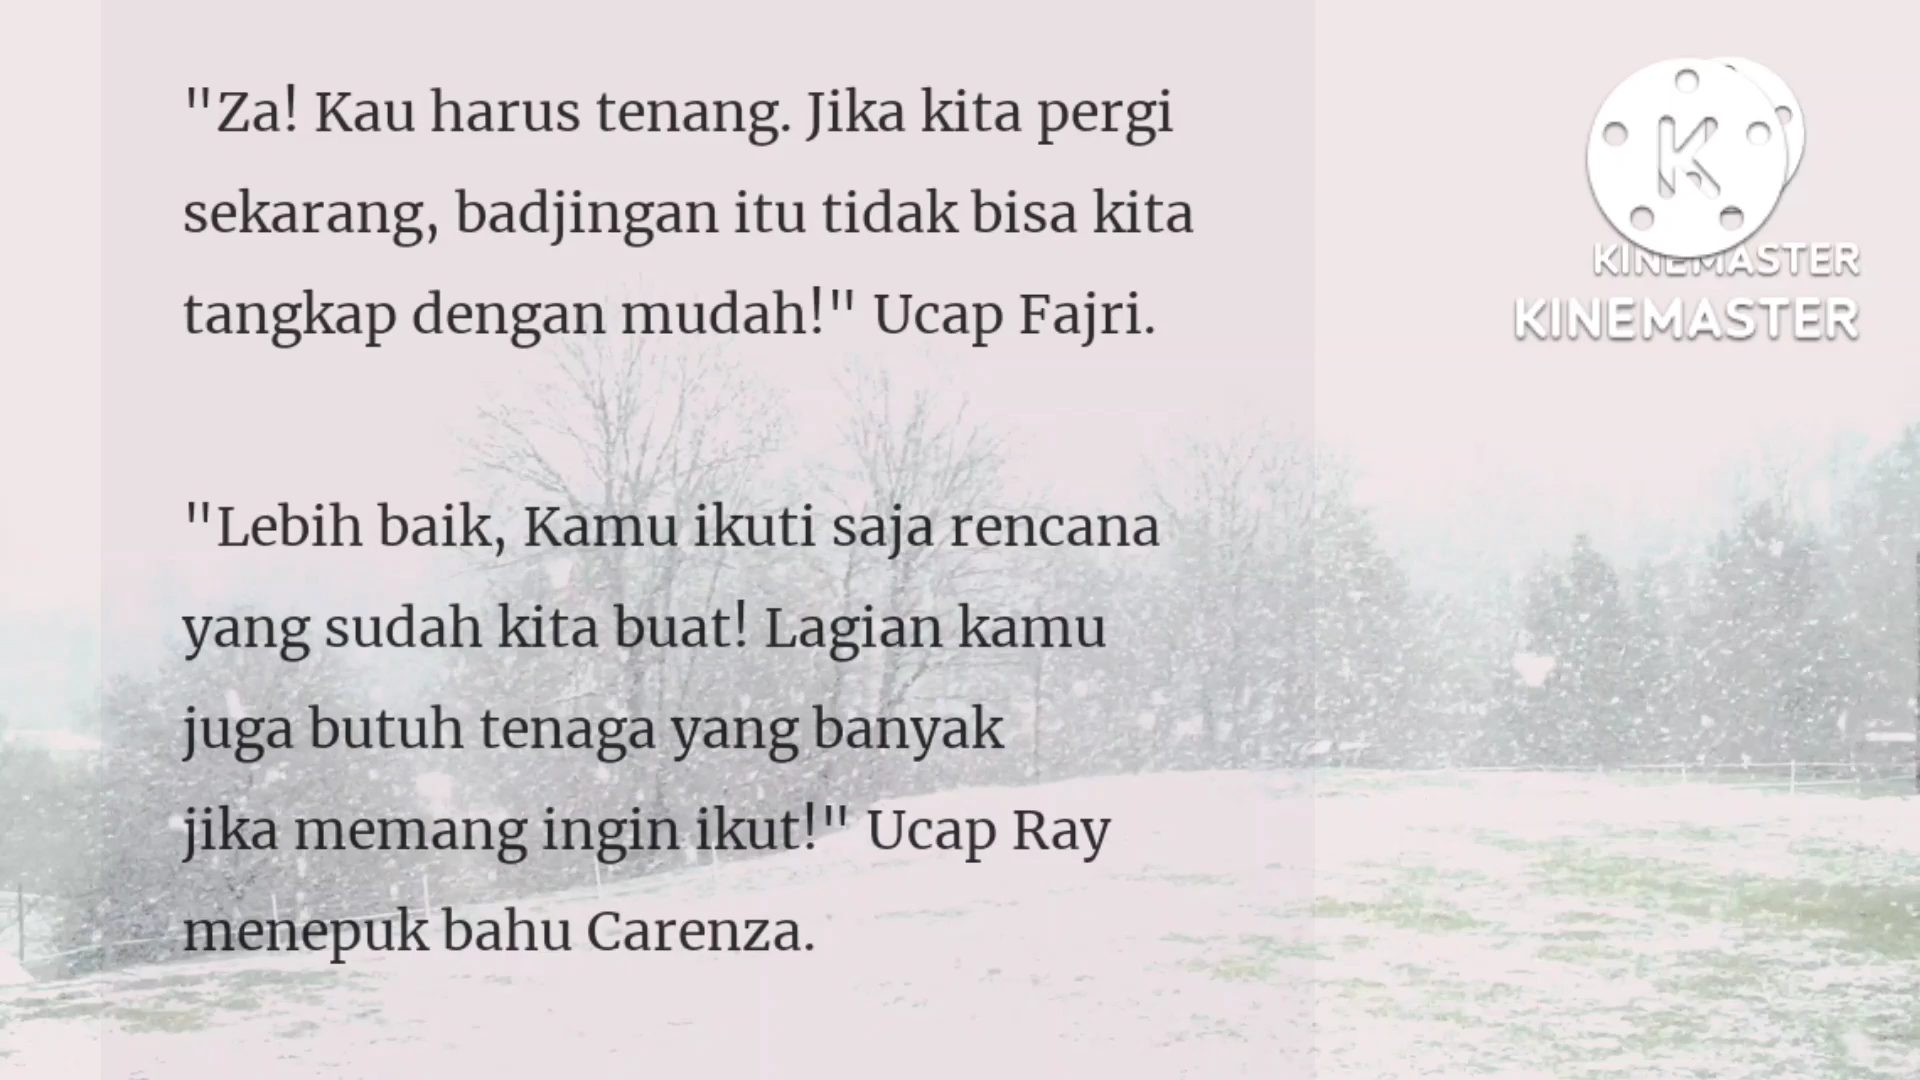 "Za! Kau harus tenang. Jika kita pergi
sekarang, badjingan itu tidak bisa kita
tangkap dengan mudah!" Ucap Fajri.
"Lebih baik, Kamu ikuti saja rencana
yang sudah kita buat! Lagian kamu
juga butuh tenaga yang banyak
jika memang ingin ikut!" Ucap Ray
menepuk bahu Carenza.
K
KINEMASTER
KINEMASTER